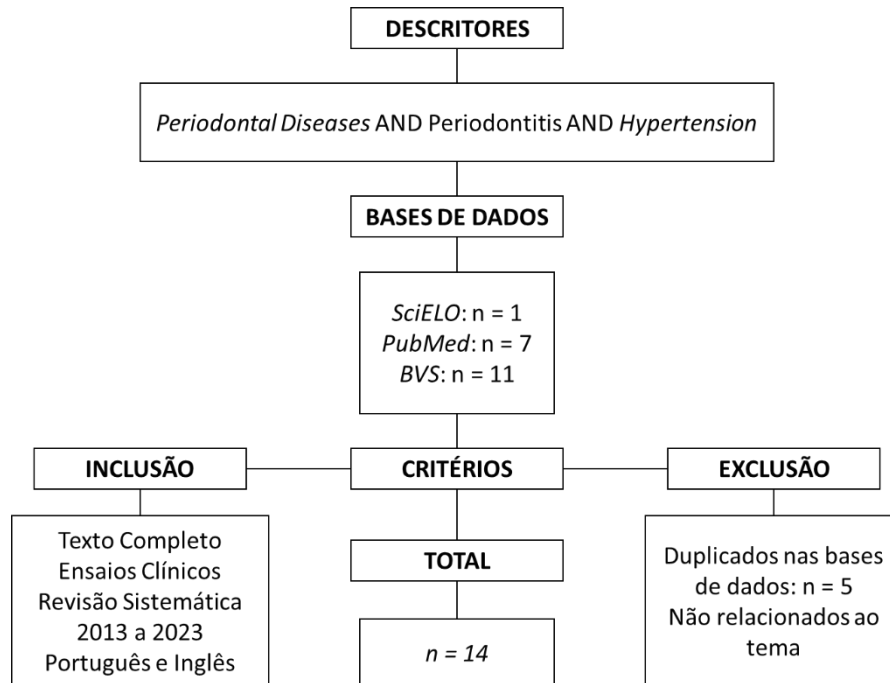 DESCRITORES
Periodontal Diseases AND Periodontitis AND Hypertension
BASES DE DADOS
SciELO: n = 1
PubMed: n = 7
BVS: n = 11
INCLUSÃO
CRITÉRIOS
EXCLUSÃO
Texto Completo
Ensaios Clínicos
Revisão Sistemática
2013 a 2023
Português e Inglês
TOTAL
n = 14
Duplicados nas bases
de dados: n = 5
Não relacionados ao
tema